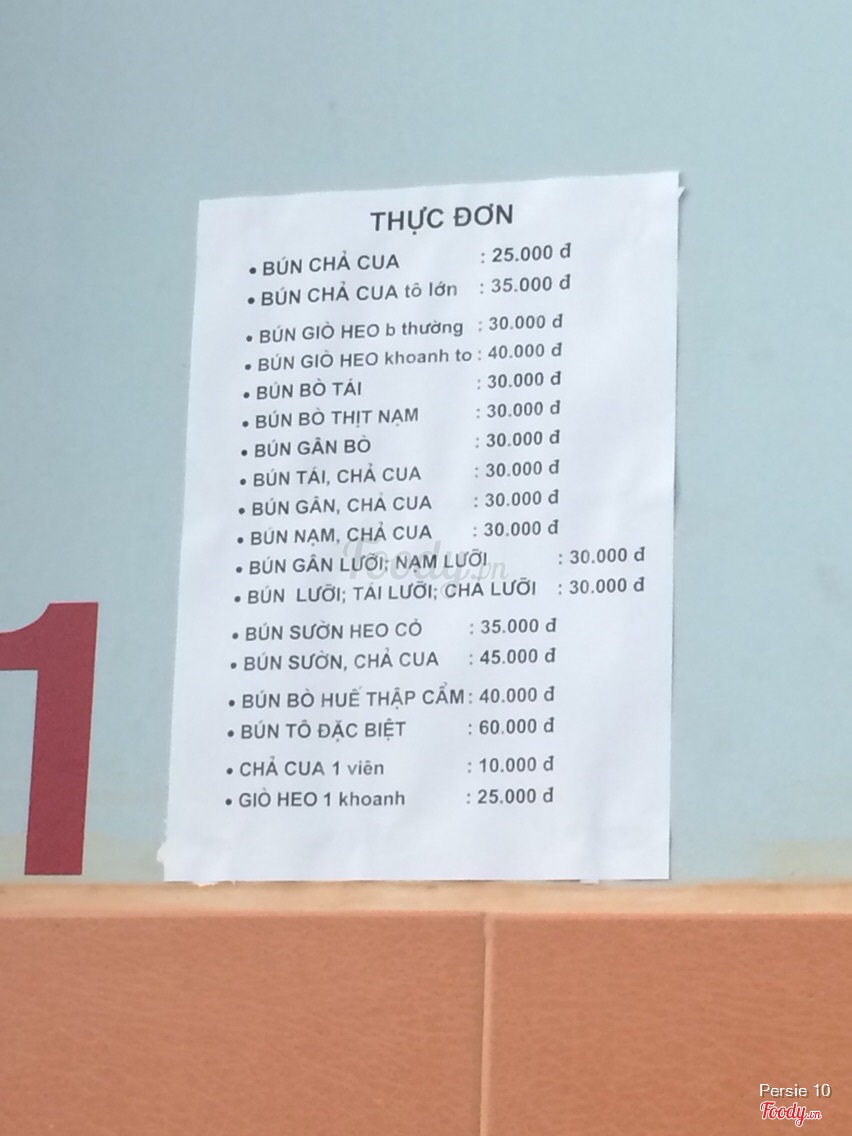 THỰC ĐƠN
• BÚN CHẢ CUA : 25.000 đ
• BÚN CHẢ CUA tô lớn : 35.000 đ
• BÚN GIÒ HEO b thường : 30.000 đ
• BÚN GIÒ HEO khoanh to : 40.000 đ
• BÚN BÒ TÁI : 30.000 đ
• BÚN BÒ THỊT NẠM : 30.000 đ
• BÚN GÂN BÒ : 30.000 đ
• BÚN TÁI, CHẢ CUA : 30.000 đ
• BÚN GÂN, CHẢ CUA : 30.000 đ
• BÚN NẠM, CHẢ CUA : 30.000 đ
• BÚN GÂN LƯỠI; NẠM LƯỠI : 30.000 đ
• BÚN LƯỠI; TÁI LƯỠI; CHẢ LƯỠI : 30.000 đ
• BÚN SƯỜN HEO CỎ : 35.000 đ
• BÚN SƯỜN, CHẢ CUA : 45.000 đ
• BÚN BÒ HUẾ THẬP CẨM : 40.000 đ
• BÚN TÔ ĐẶC BIỆT : 60.000 đ
• CHẢ CUA 1 viên : 10.000 đ
• GIÒ HEO 1 khoanh : 25.000 đ
Foody.vn
1
Persie 10
Foody.vn